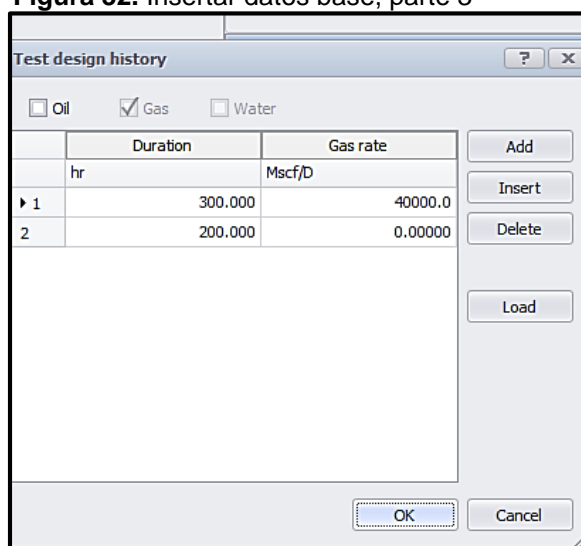 Figura 32. Insertar datos base, parte 3
Test design history
Oil Gas Water
Duration Gas rate Add
hr Mscf/D
Insert
1 300.000 40000.0
2 200.000 0.00000 Delete
Load
OK Cancel